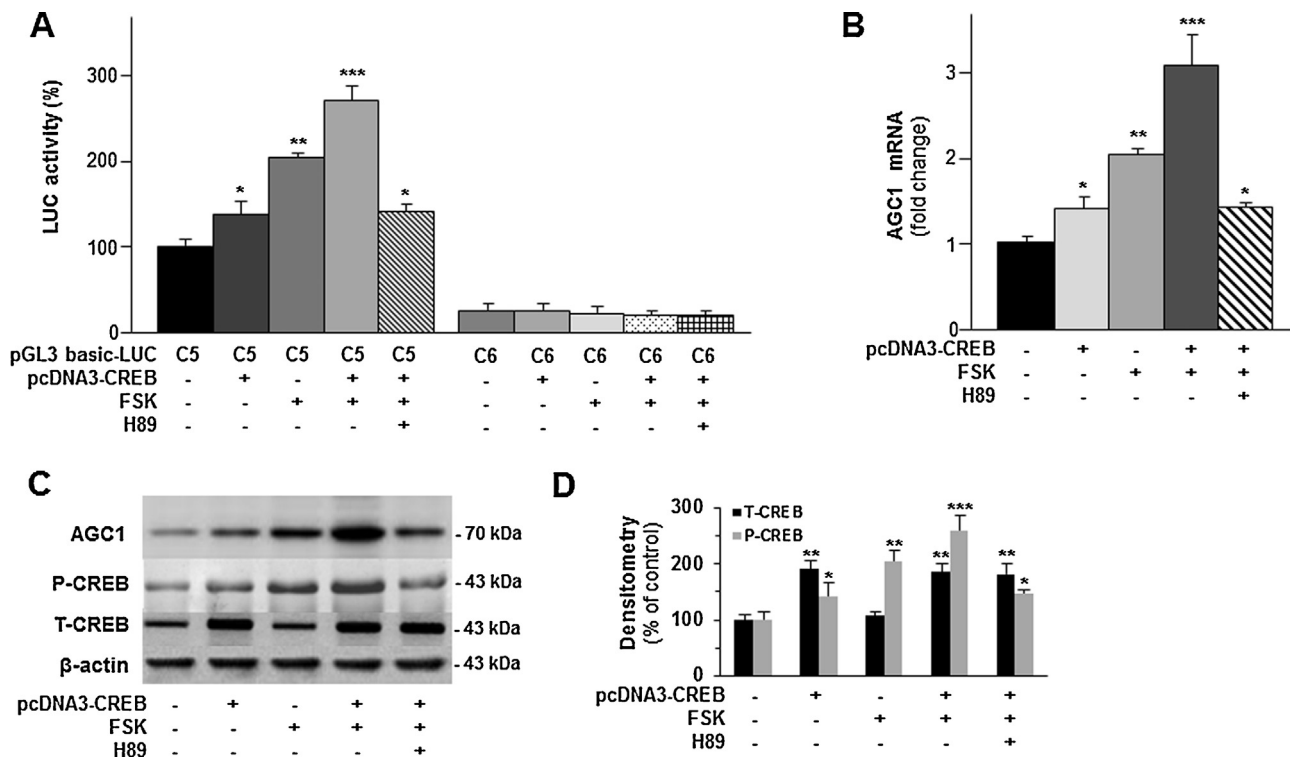 A
LUC activity (%)
300
200
100
0
*
**
***
*
pGL3 basic-LUC C5 C5 C5 C5 C5 C6 C6 C6 C6 C6
pcDNA3-CREB - + - + + - + - + +
FSK - - + + + - - + + +
H89 - - - - + - - - - +
B
AGC1 mRNA
(fold change)
3
2
1
0
*
**
***
*
pcDNA3-CREB - + - + +
FSK - - + + +
H89 - - - - +
C
AGC1 - 70 kDa
P-CREB - 43 kDa
T-CREB - 43 kDa
β-actin - 43 kDa
pcDNA3-CREB - + - + +
FSK - - + + +
H89 - - - - +
D
Densitometry
(% of control)
300
200
100
0
T-CREB
P-CREB
** * ** ** *** ** *
pcDNA3-CREB - + - + +
FSK - - + + +
H89 - - - - +